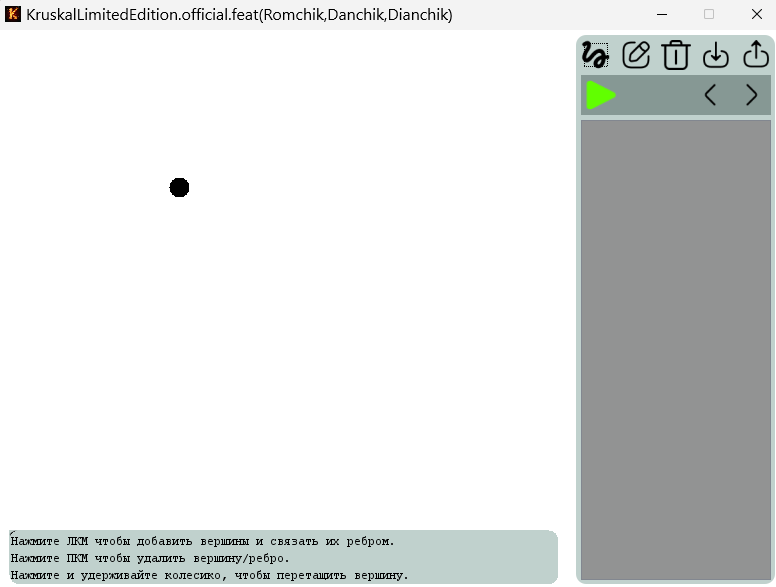 KruskalLimitedEdition.official.feat(Romchik,Danchik,Dianchik)
Нажмите ЛКМ чтобы добавить вершины и связать их ребром.
Нажмите ПКМ чтобы удалить вершину/ребро.
Нажмите и удерживайте колесико, чтобы перетащить вершину.